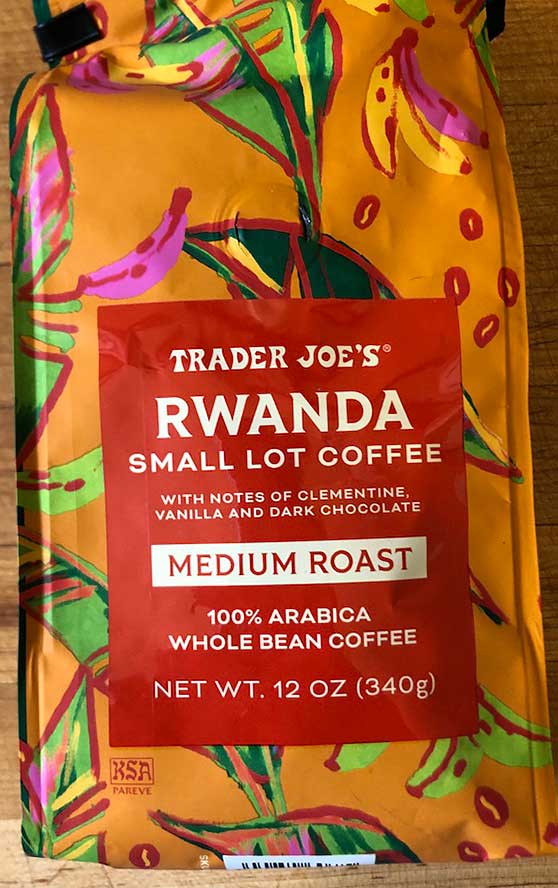 TRADER JOE'S®
RWANDA
SMALL LOT COFFEE
WITH NOTES OF CLEMENTINE,
VANILLA AND DARK CHOCOLATE
MEDIUM ROAST
100% ARABICA
WHOLE BEAN COFFEE
NET WT. 12 OZ (340g)
KSA
PAREVE